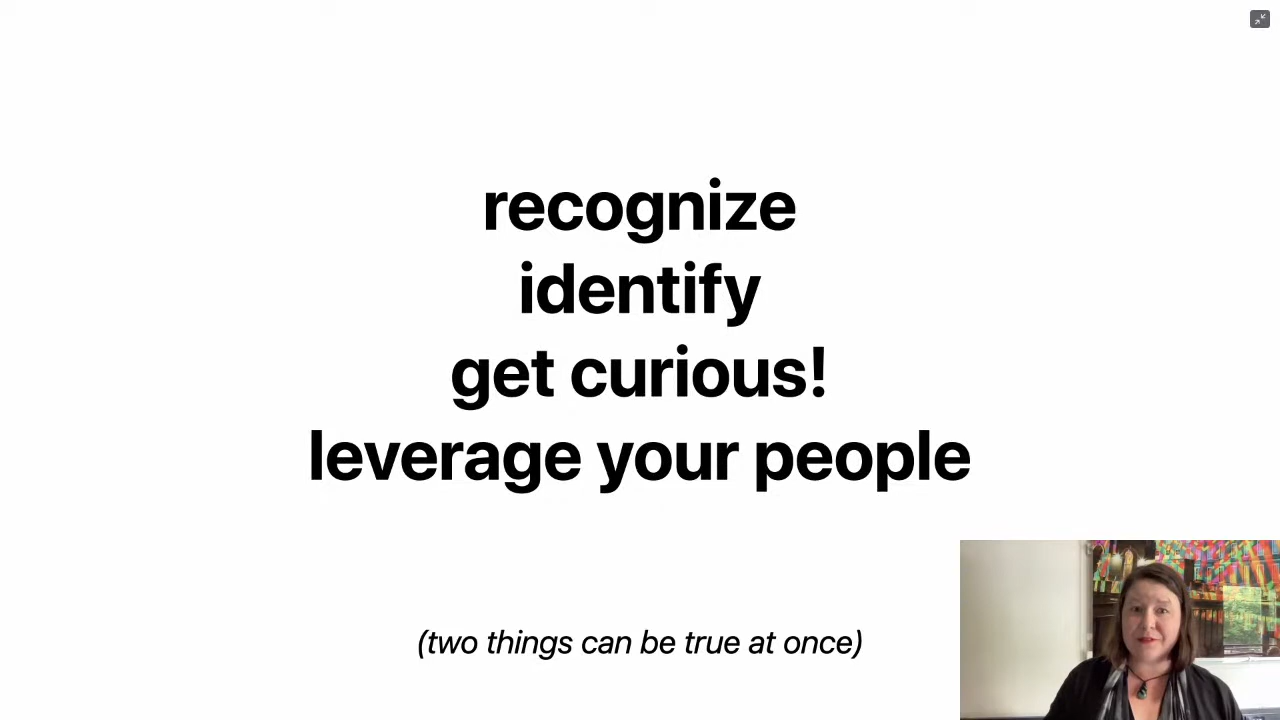 recognize
identify
get curious!
leverage your people
(two things can be true at once)